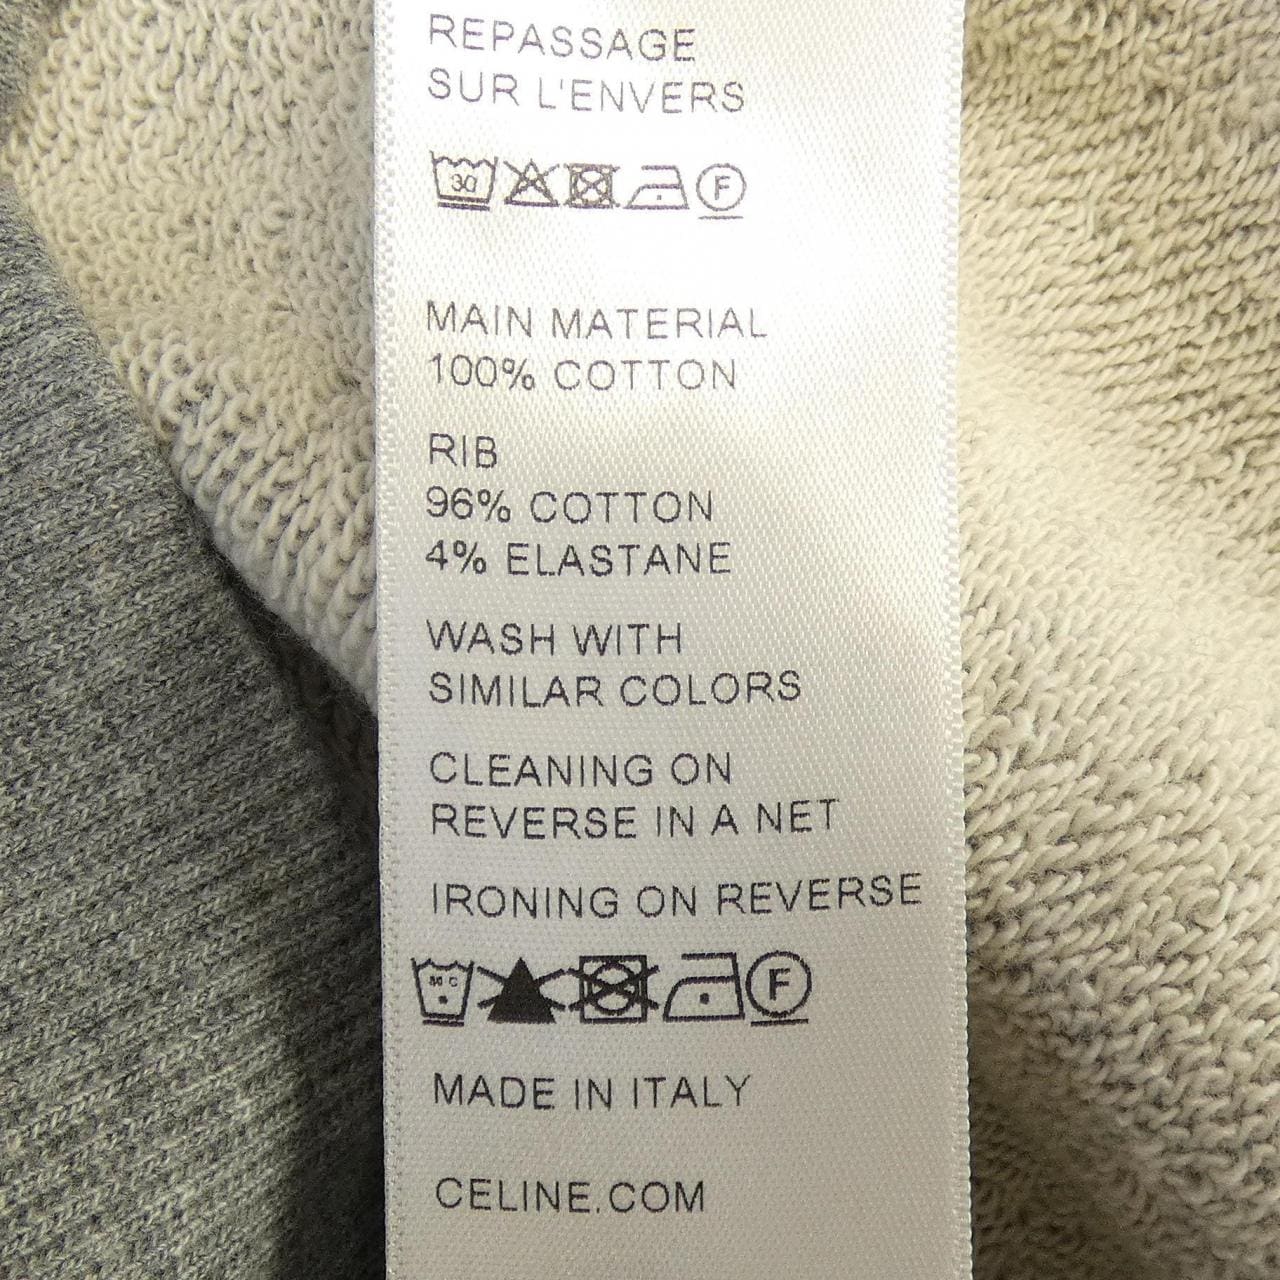 REPASSAGE
SUR L'ENVERS
30 F
MAIN MATERIAL
100% COTTON
RIB
96% COTTON
4% ELASTANE
WASH WITH
SIMILAR COLORS
CLEANING ON
REVERSE IN A NET
IRONING ON REVERSE
F
MADE IN ITALY
CELINE.COM